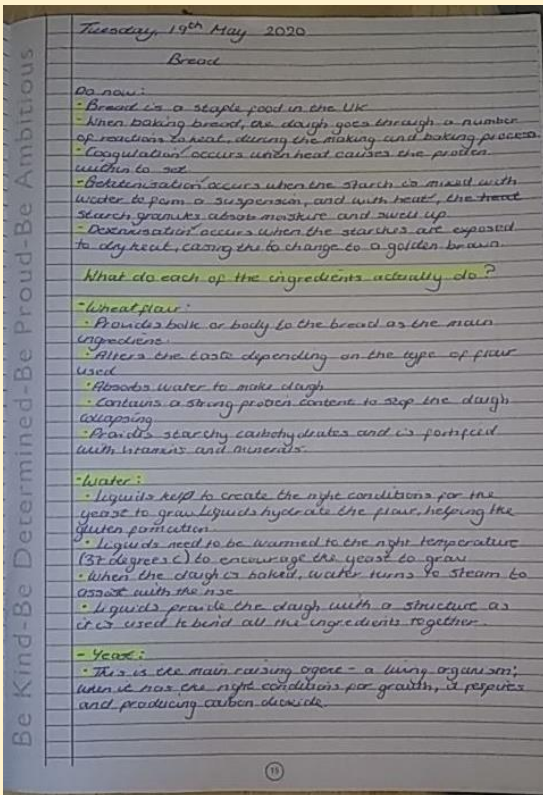 Be Kind-Be Determined-Be Proud-Be Ambitious
Tuesday, 19th May 2020
Bread
Do now:
- Bread is a staple food in the UK
- When baking bread, the dough goes through a number
of reactions to heat, during the making and baking process.
- Coagulation occurs when heat causes the protein
within to set
- Gelatenisation occurs when the starch is mixed with
water to form a suspension, and with heat, the heat
starch granules absorb moisture and swell up
- Dexenisation occurs when the starches are exposed
to dry heat, casing the to change to a golden brown.
What do each of the ingredients actually do?
- Wheat flour:
• Provides bulk or body to the bread as the main
ingredient.
• Alters the taste depending on the type of flour
used
• Absorbs water to make dough
• Contains a strong protein content to stop the dough
collapsing
• Provides starchy carbohydrates and is fortified
with vitamins and minerals.
- Water:
• Liquids help to create the right conditions for the
yeast to grow. Liquids hydrate the flour, helping the
gluten formation
• Liquids need to be warmed to the right temperature
(37 degrees C) to encourage the yeast to grow
• When the dough is baked, water turns to steam to
assist with the rise
• Liquids provide the dough with a structure as
it is used to bend all the ingredients together.
- Yeast:
• This is the main raising agent - a living organism;
when it has the right conditions for growth, it respires
and producing carbon dioxide
15